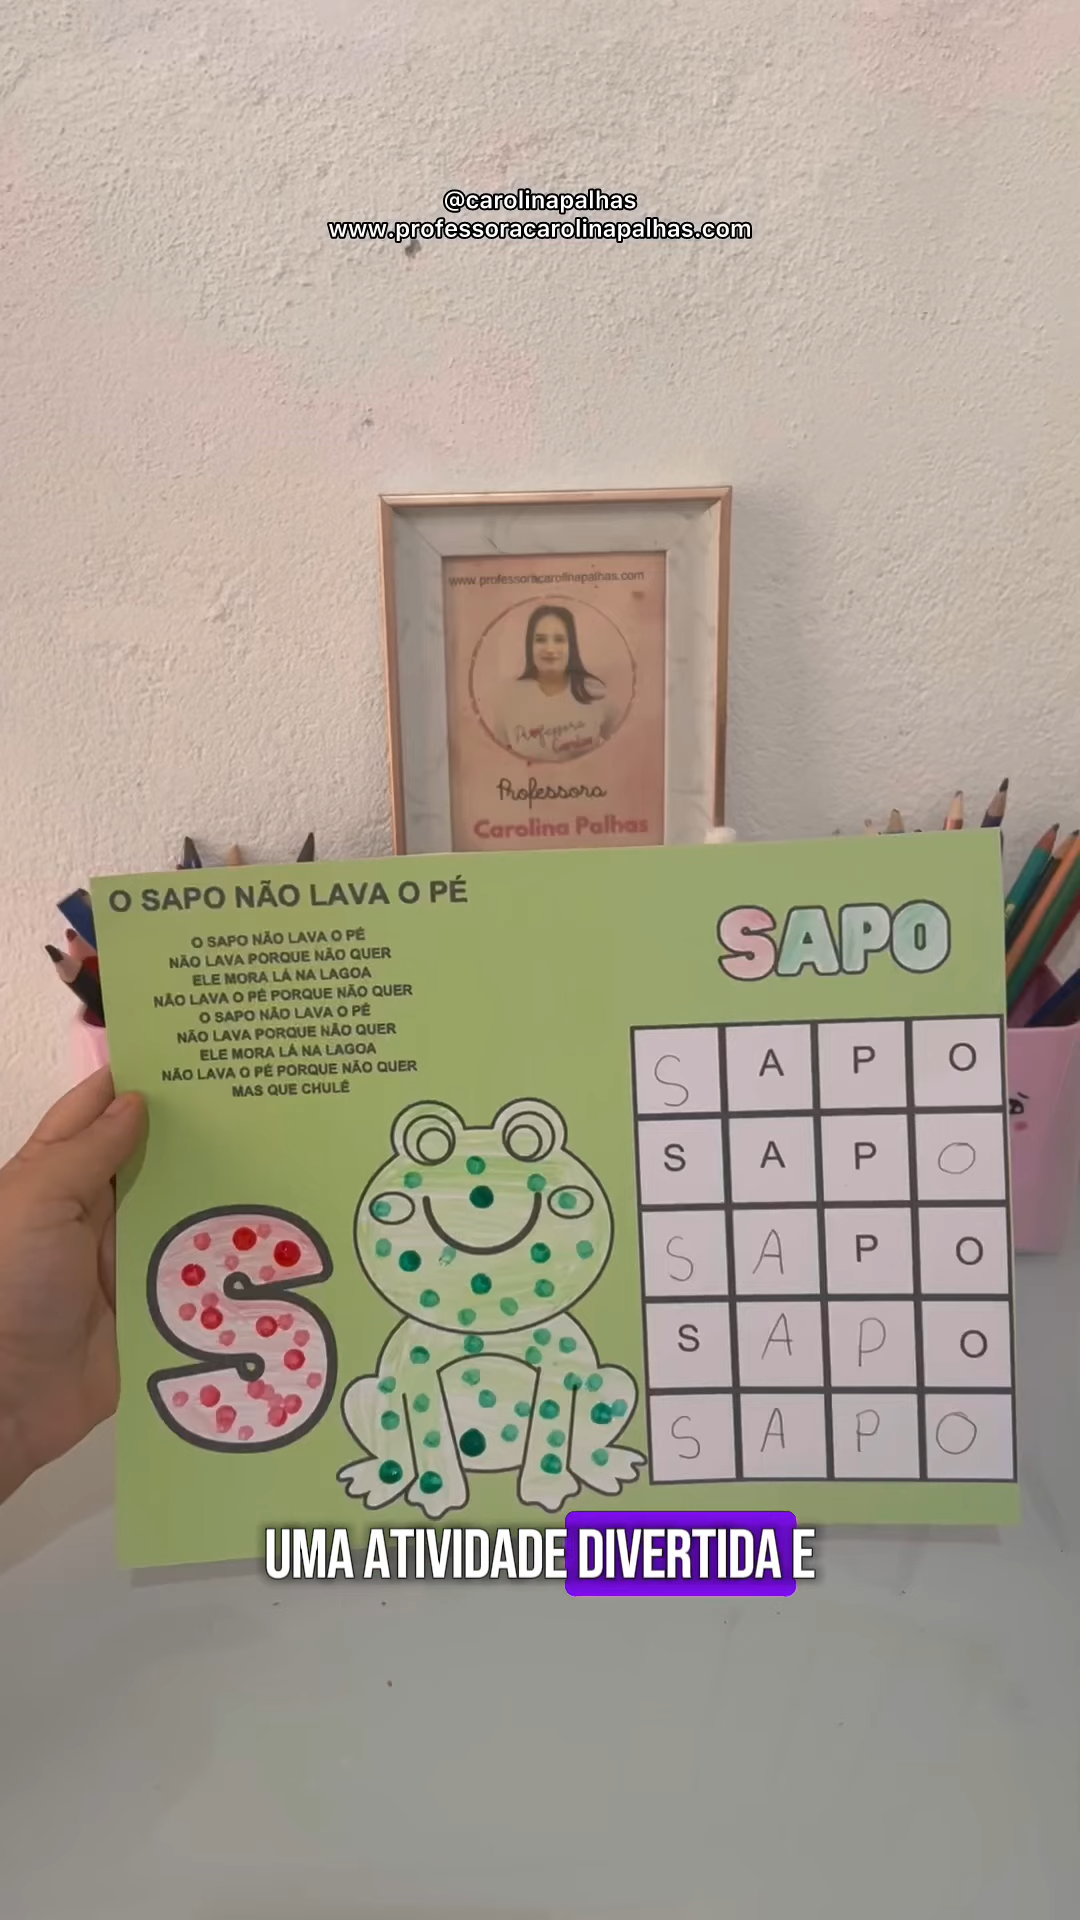 @carolinapalhas
www.professoracarolinapalhas.com
www.professoracarolinapalhas.com
Professora
Carolina
Professora
Carolina Palhas
O SAPO NÃO LAVA O PÉ
O SAPO NÃO LAVA O PÉ
NÃO LAVA PORQUE NÃO QUER
ELE MORA LÁ NA LAGOA
NÃO LAVA O PÉ PORQUE NÃO QUER
O SAPO NÃO LAVA O PÉ
NÃO LAVA PORQUE NÃO QUER
ELE MORA LÁ NA LAGOA
NÃO LAVA O PÉ PORQUE NÃO QUER
MAS QUE CHULÉ
S
SAPO
S A P O
S A P O
S A P O
S A P O
S A P O
UMA ATIVIDADE DIVERTIDA E